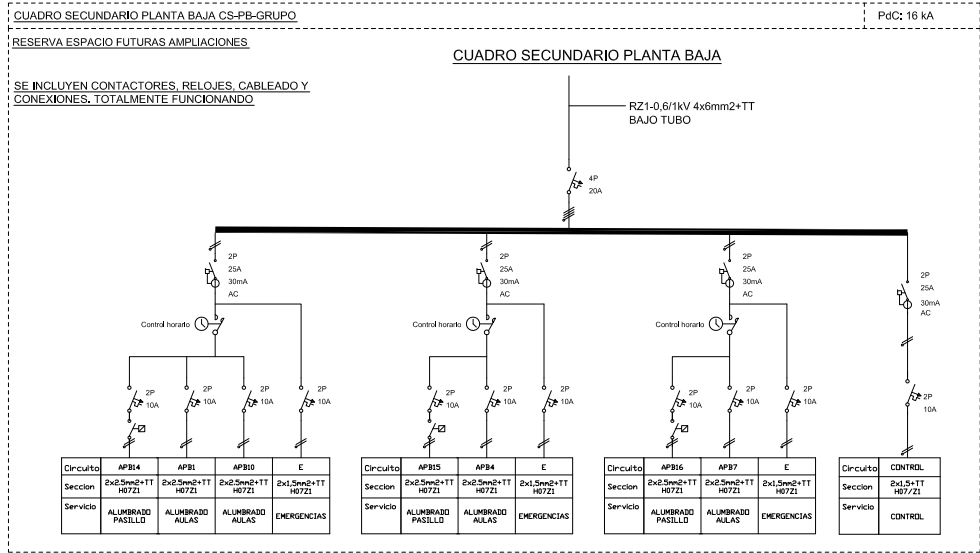 CUADRO SECUNDARIO PLANTA BAJA CS-PB-GRUPO
PdC: 16 kA
RESERVA ESPACIO FUTURAS AMPLIACIONES
CUADRO SECUNDARIO PLANTA BAJA
SE INCLUYEN CONTACTORES, RELOJES, CABLEADO Y
CONEXIONES. TOTALMENTE FUNCIONANDO
RZ1-0,6/1kV 4x6mm2+TT
BAJO TUBO
4P
20A
2P
25A
30mA
AC
2P
25A
30mA
AC
2P
25A
30mA
AC
2P
25A
30mA
AC
Control horario
Control horario
Control horario
2P
10A
2P
10A
2P
10A
2P
10A
2P
10A
2P
10A
2P
10A
2P
10A
2P
10A
2P
10A
2P
10A
Circuito APB14 APB1 APB10 E
Seccion 2x2.5mm2+TT 2x2.5mm2+TT 2x2.5mm2+TT 2x1,5mm2+TT
H07Z1 H07Z1 H07Z1 H07Z1
Servicio ALUMBRADO ALUMBRADO ALUMBRADO EMERGENCIAS
PASILLO AULAS AULAS
Circuito APB15 APB4 E
Seccion 2x2.5mm2+TT 2x2.5mm2+TT 2x1,5mm2+TT
H07Z1 H07Z1 H07Z1
Servicio ALUMBRADO ALUMBRADO EMERGENCIAS
PASILLO AULAS
Circuito APB16 APB7 E
Seccion 2x2.5mm2+TT 2x2.5mm2+TT 2x1,5mm2+TT
H07Z1 H07Z1 H07Z1
Servicio ALUMBRADO ALUMBRADO EMERGENCIAS
PASILLO AULAS
Circuito CONTROL
Seccion 2x1,5+TT
H07/Z1
Servicio CONTROL